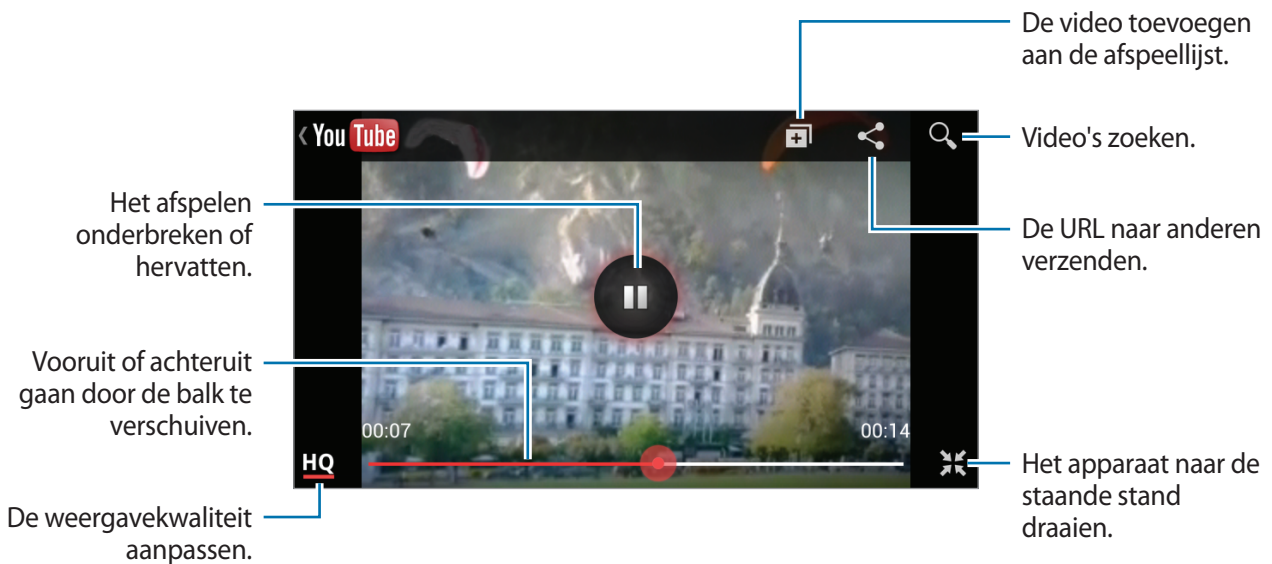 De video toevoegen
aan de afspeellijst.
You Tube
Video's zoeken.
Het afspelen
onderbreken of
hervatten.
De URL naar anderen
verzenden.
Vooruit of achteruit
gaan door de balk te
verschuiven.
00:07
00:14
HQ
Het apparaat naar de
staande stand
draaien.
De weergavekwaliteit
aanpassen.